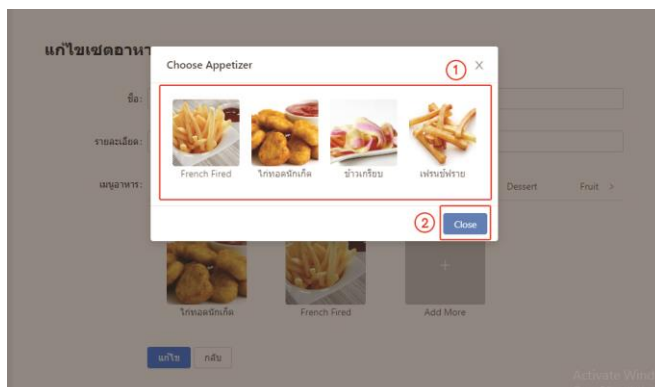 แก้ไขเซตอาหา
Choose Appetizer
1
×
ชื่อ:
French Fired
ไก่ทอดนักเก็ต
ข้าวเกรียบ
เฟรนช์ฟราย
รายละเอียด:
เมนูอาหาร:
Dessert
Fruit >
2
Close
ไก่ทอดนักเก็ต
French Fired
+
Add More
แก้ไข
กลับ
Activate Wind